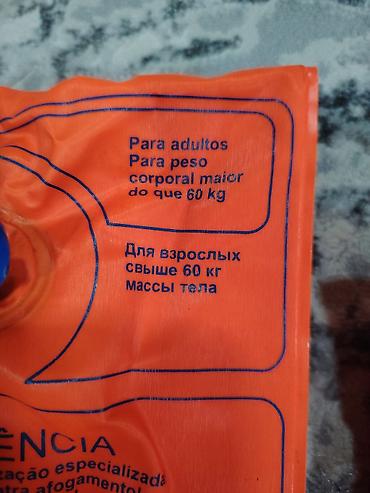 Para adultos
Para peso
corporal maior
do que 60 kg
Для взрослых
свыше 60 кг
массы тела
ÊNCIA
zação especializada
ntra afogamento!